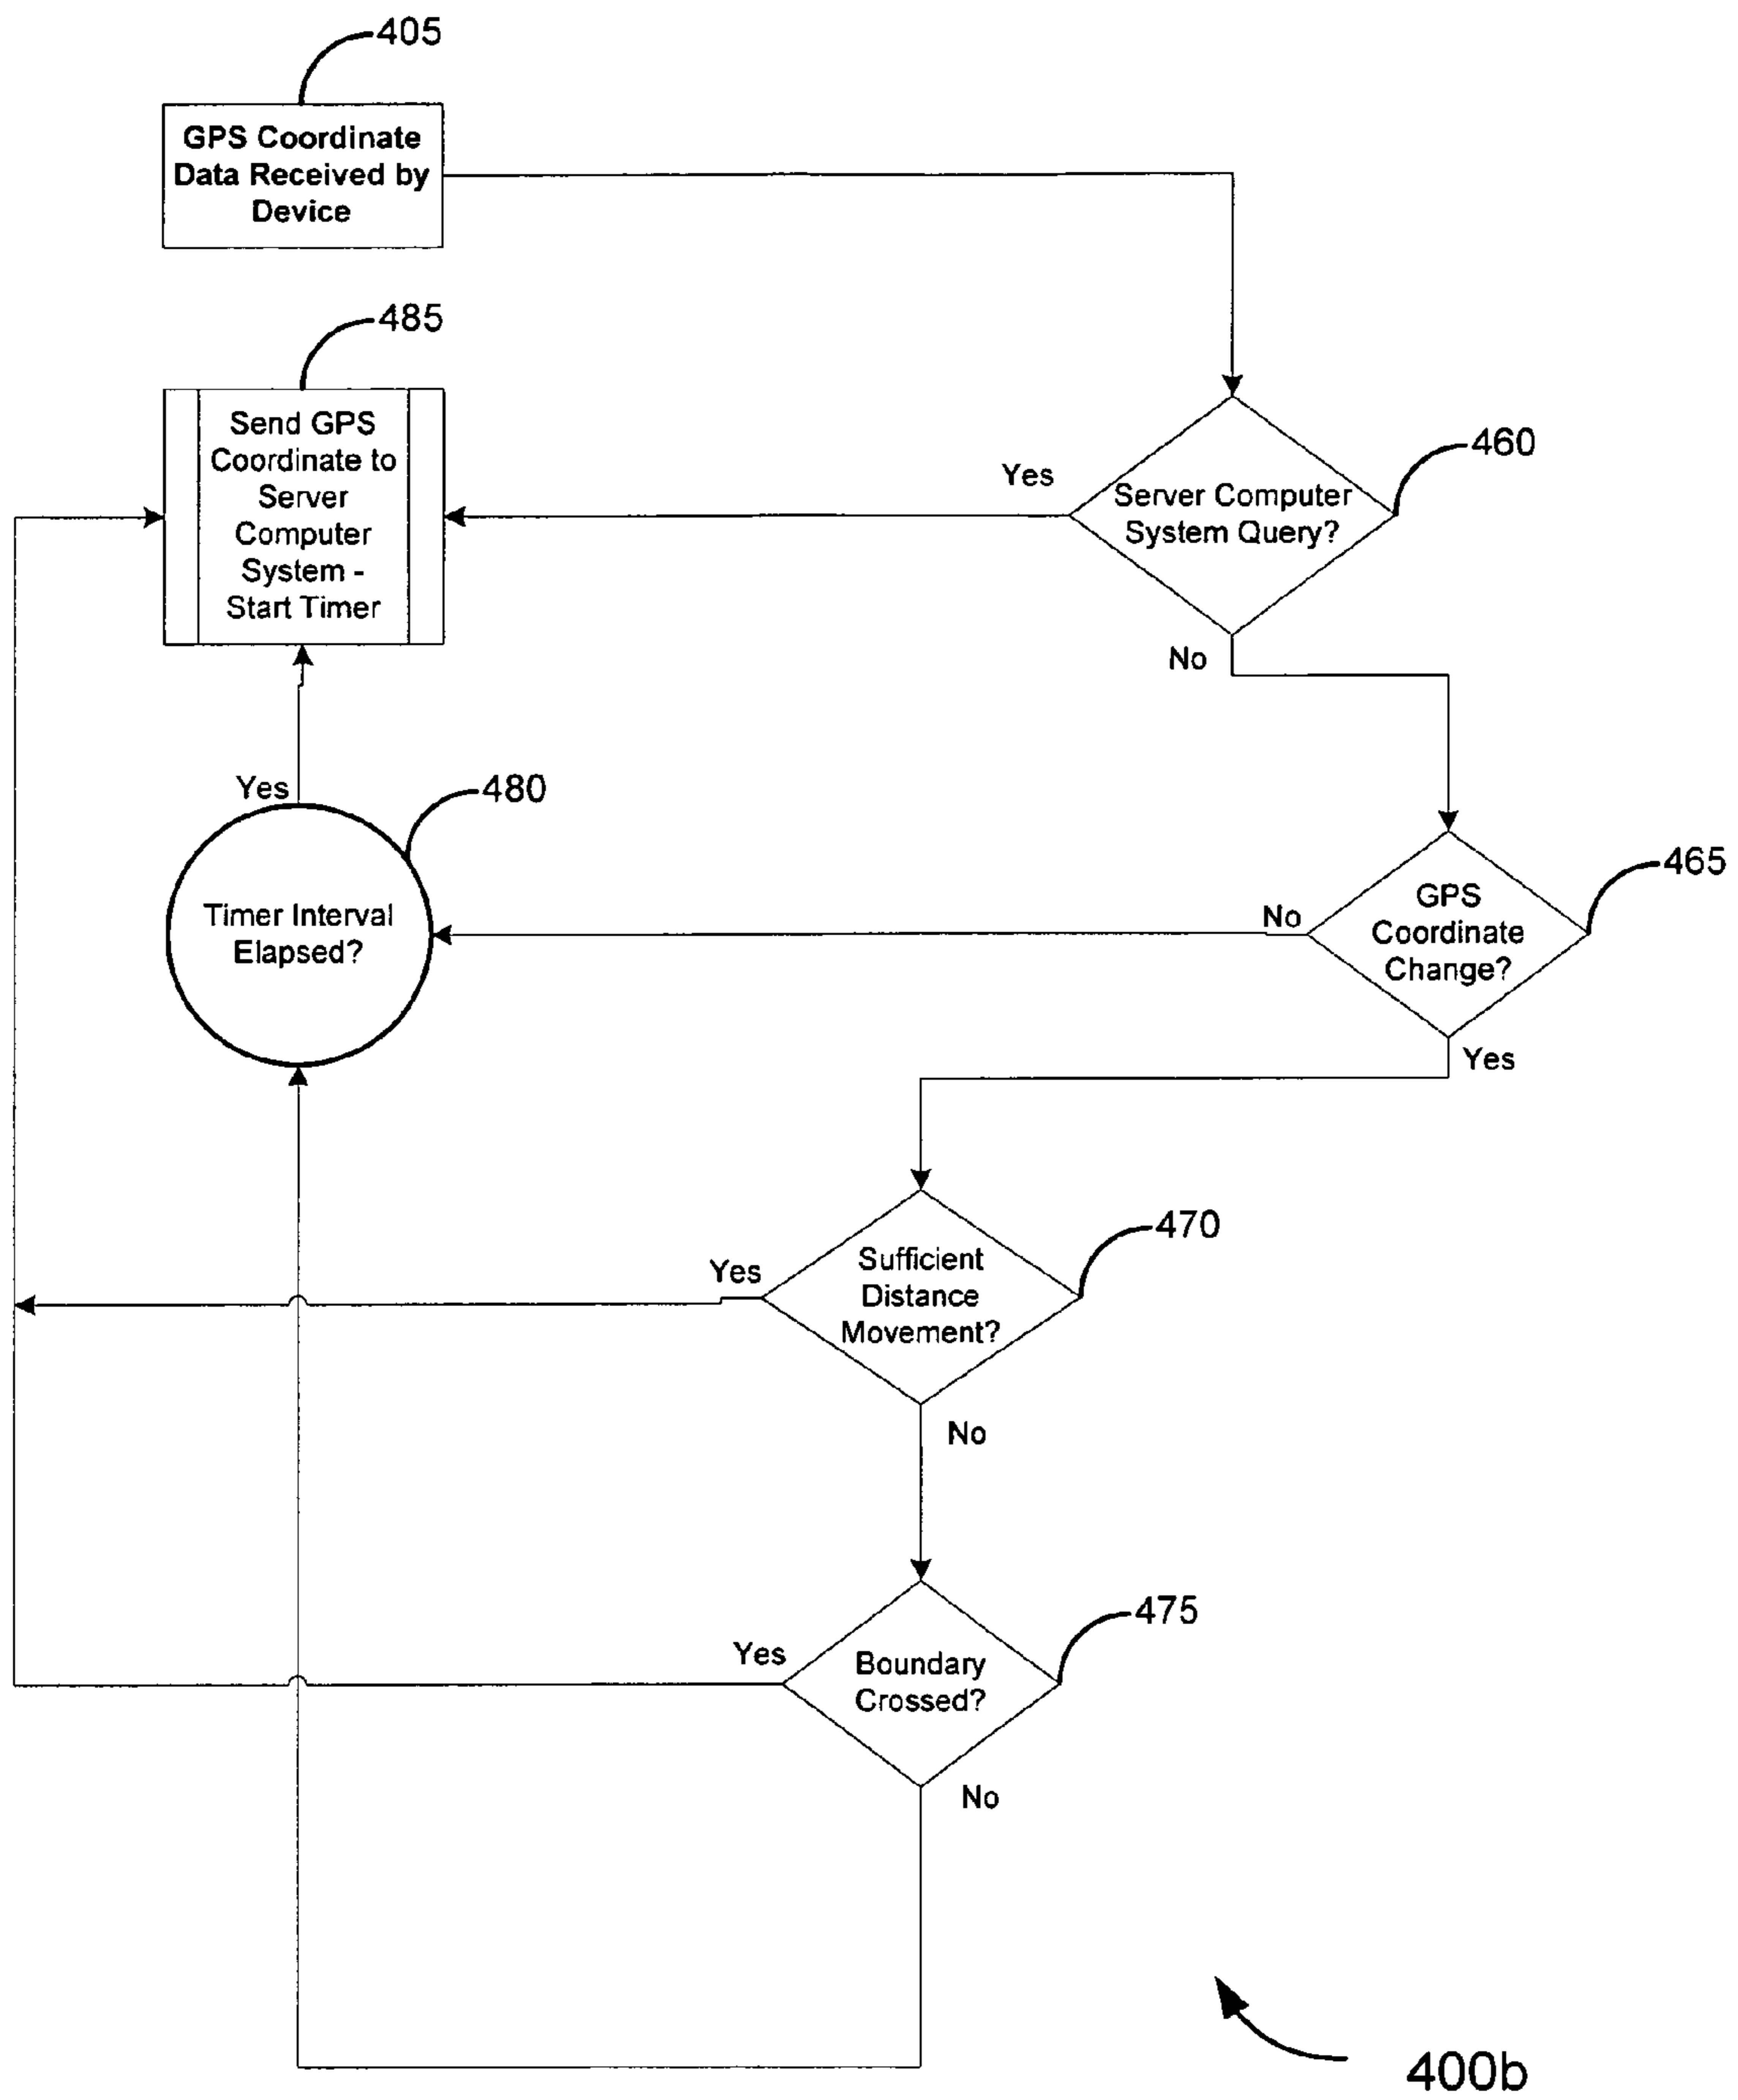 405
GPS Coordinate
Data Received by
Device
485
Send GPS
Coordinate to
Server
Computer
System -
Start Timer
Yes
Server Computer
System Query?
460
No
Yes
480
Timer Interval
Elapsed?
No
GPS
Coordinate
Change?
465
Yes
Yes
Sufficient
Distance
Movement?
470
No
Yes
Boundary
Crossed?
475
No
400b